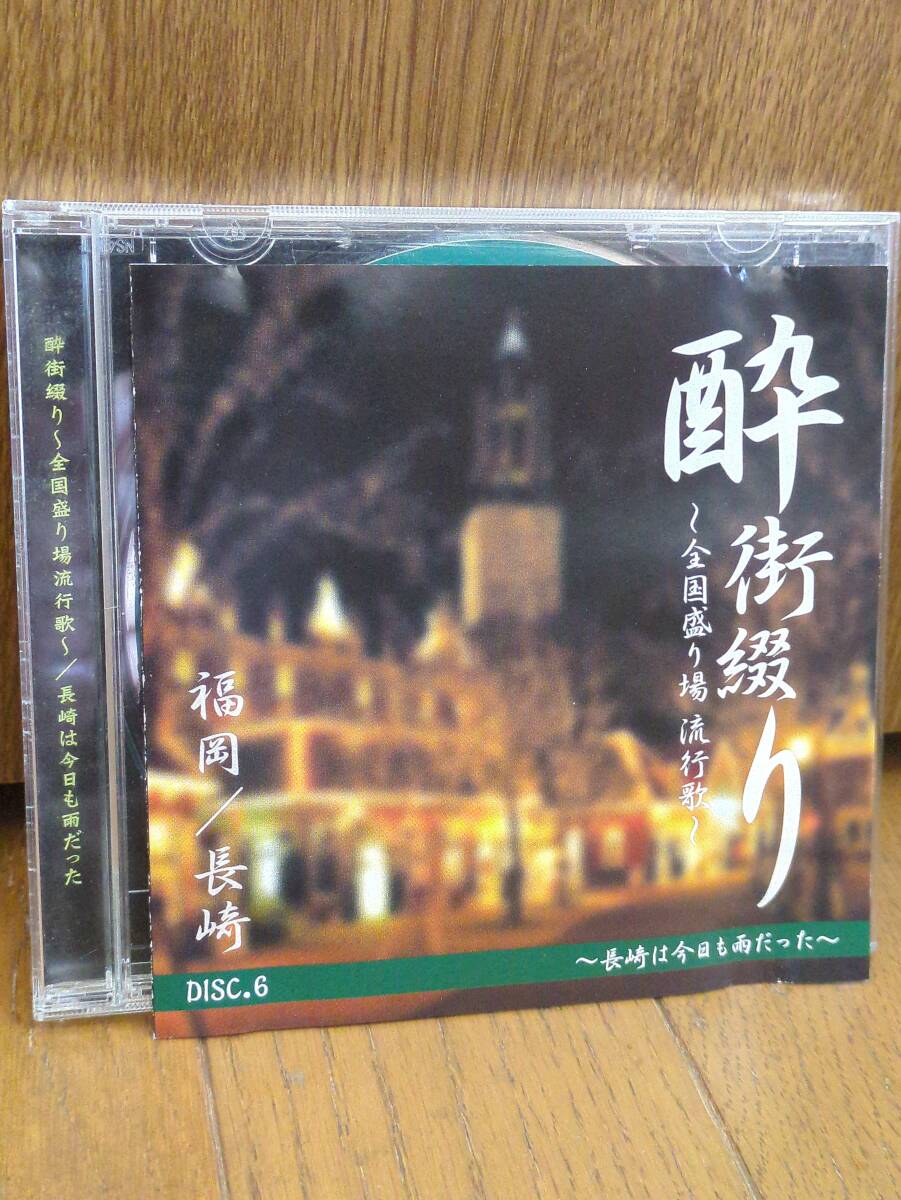 酔街綴り
~全国盛り場 流行歌~
福岡/長崎
~長崎は今日も雨だった~
DISC.6
酔街綴り~全国盛り場流行歌~/長崎は今日も雨だった